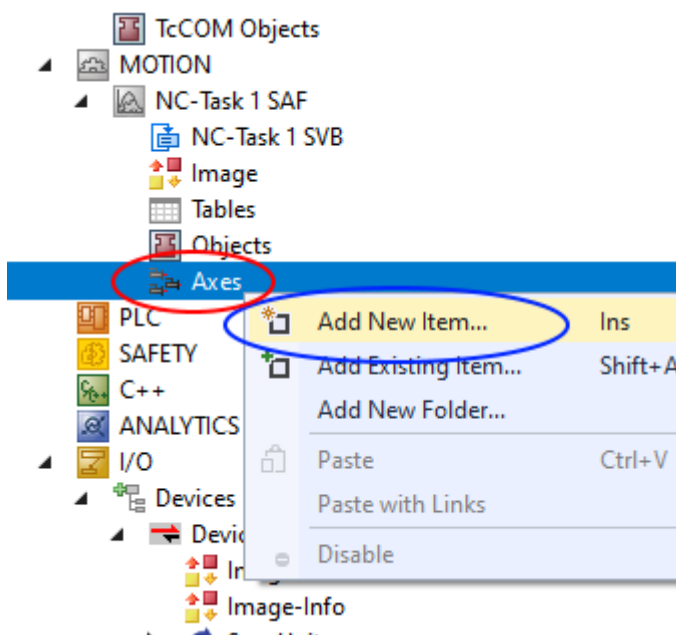 TcCOM Objects
MOTION
NC-Task 1 SAF
NC-Task 1 SVB
Image
Tables
Objects
Axes
PLC
SAFETY
C++
ANALYTICS
I/O
Devices
Image-Info
Add New Item... Ins
Add Existing Item... Shift+A
Add New Folder...
Paste Ctrl+V
Paste with Links
Disable